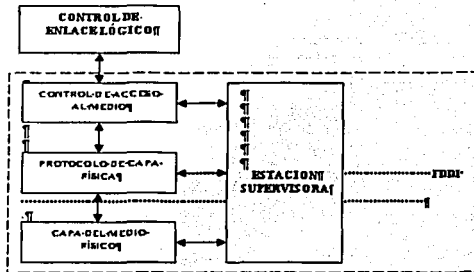 CONTROL·DE·
ENLACE LÓGICO¶
CONTROL·DE·ACCESO·
AL·MEDIO¶
¶
¶
¶
¶
¶
¶
¶
¶
PROTOCOLO·DE·CAPA·
FÍSICA¶
ESTACION¶
SUPERVISORA¶
FDDI·
¶
¶
CAPA·DEL·MEDIO·
FÍSICO¶